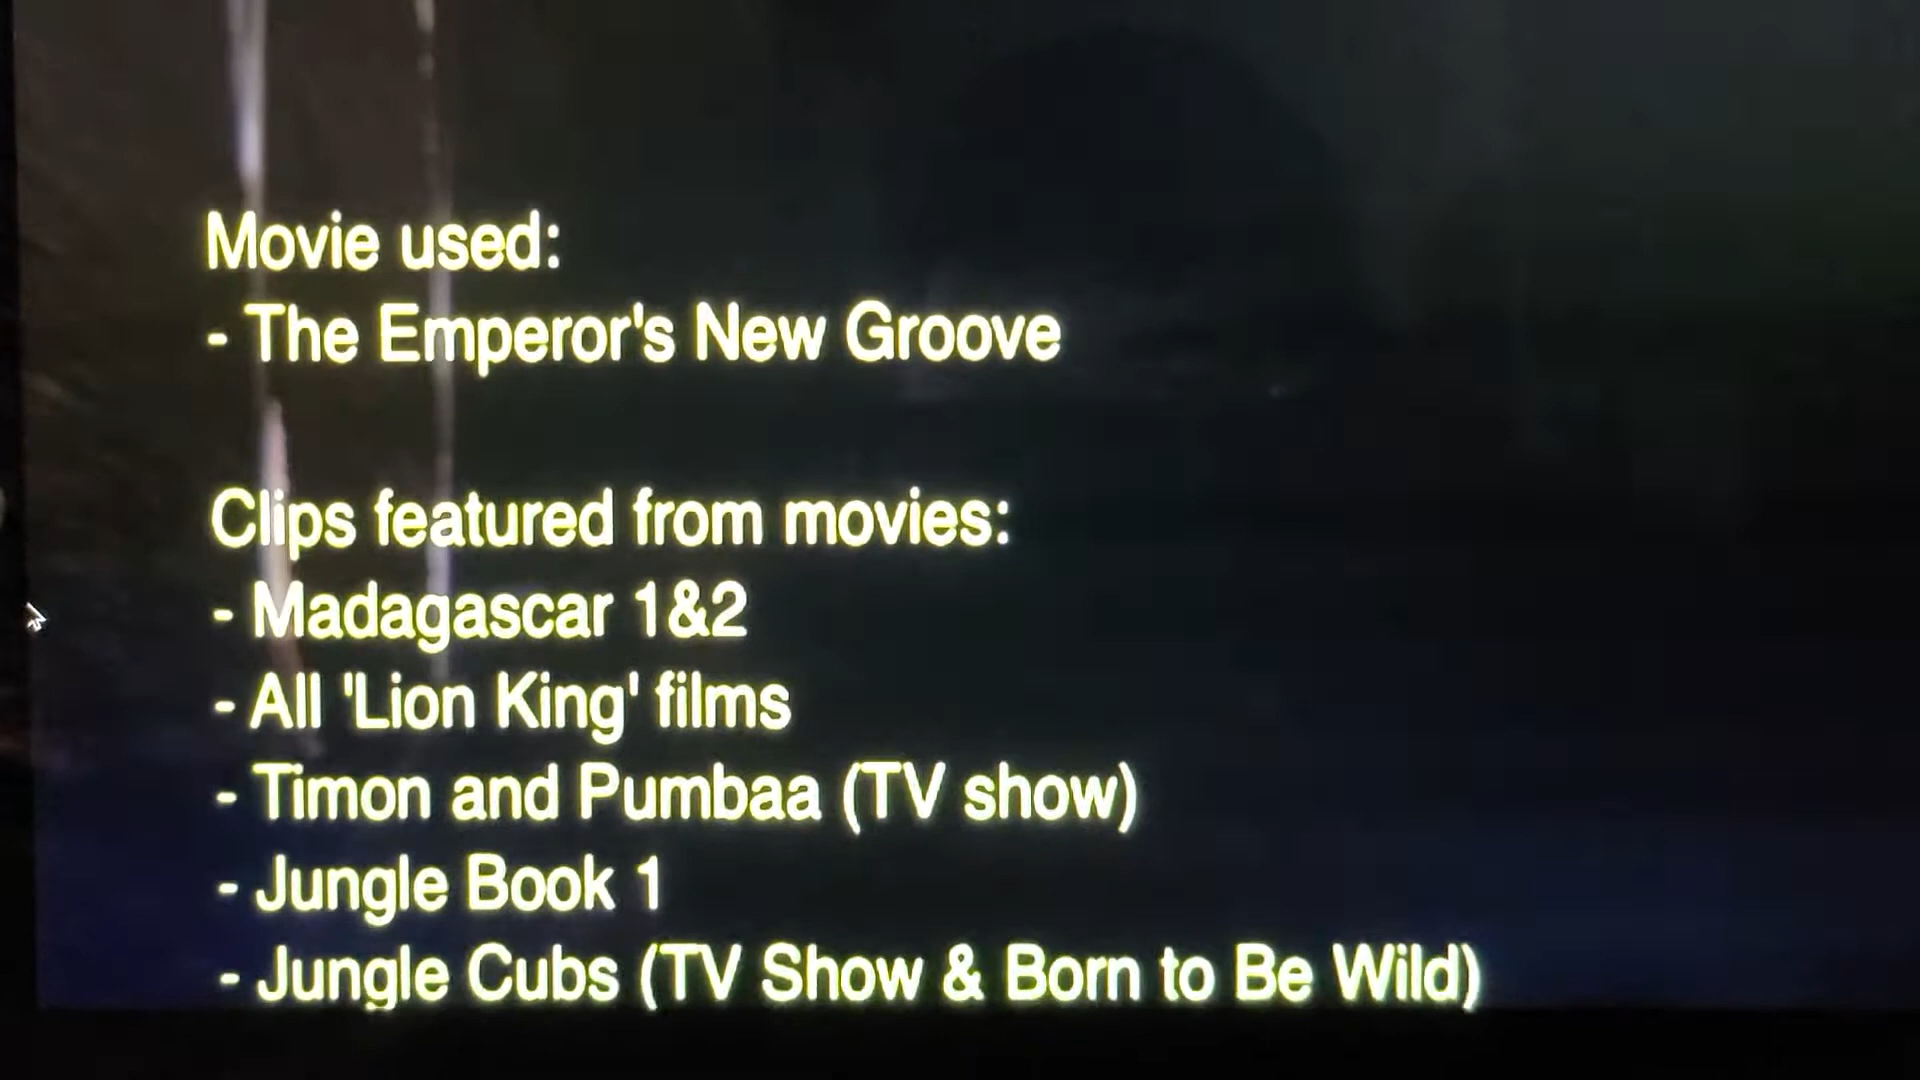 Movie used:
- The Emperor's New Groove
Clips featured from movies:
- Madagascar 1&2
- All 'Lion King' films
- Timon and Pumbaa (TV show)
- Jungle Book 1
- Jungle Cubs (TV Show & Born to Be Wild)